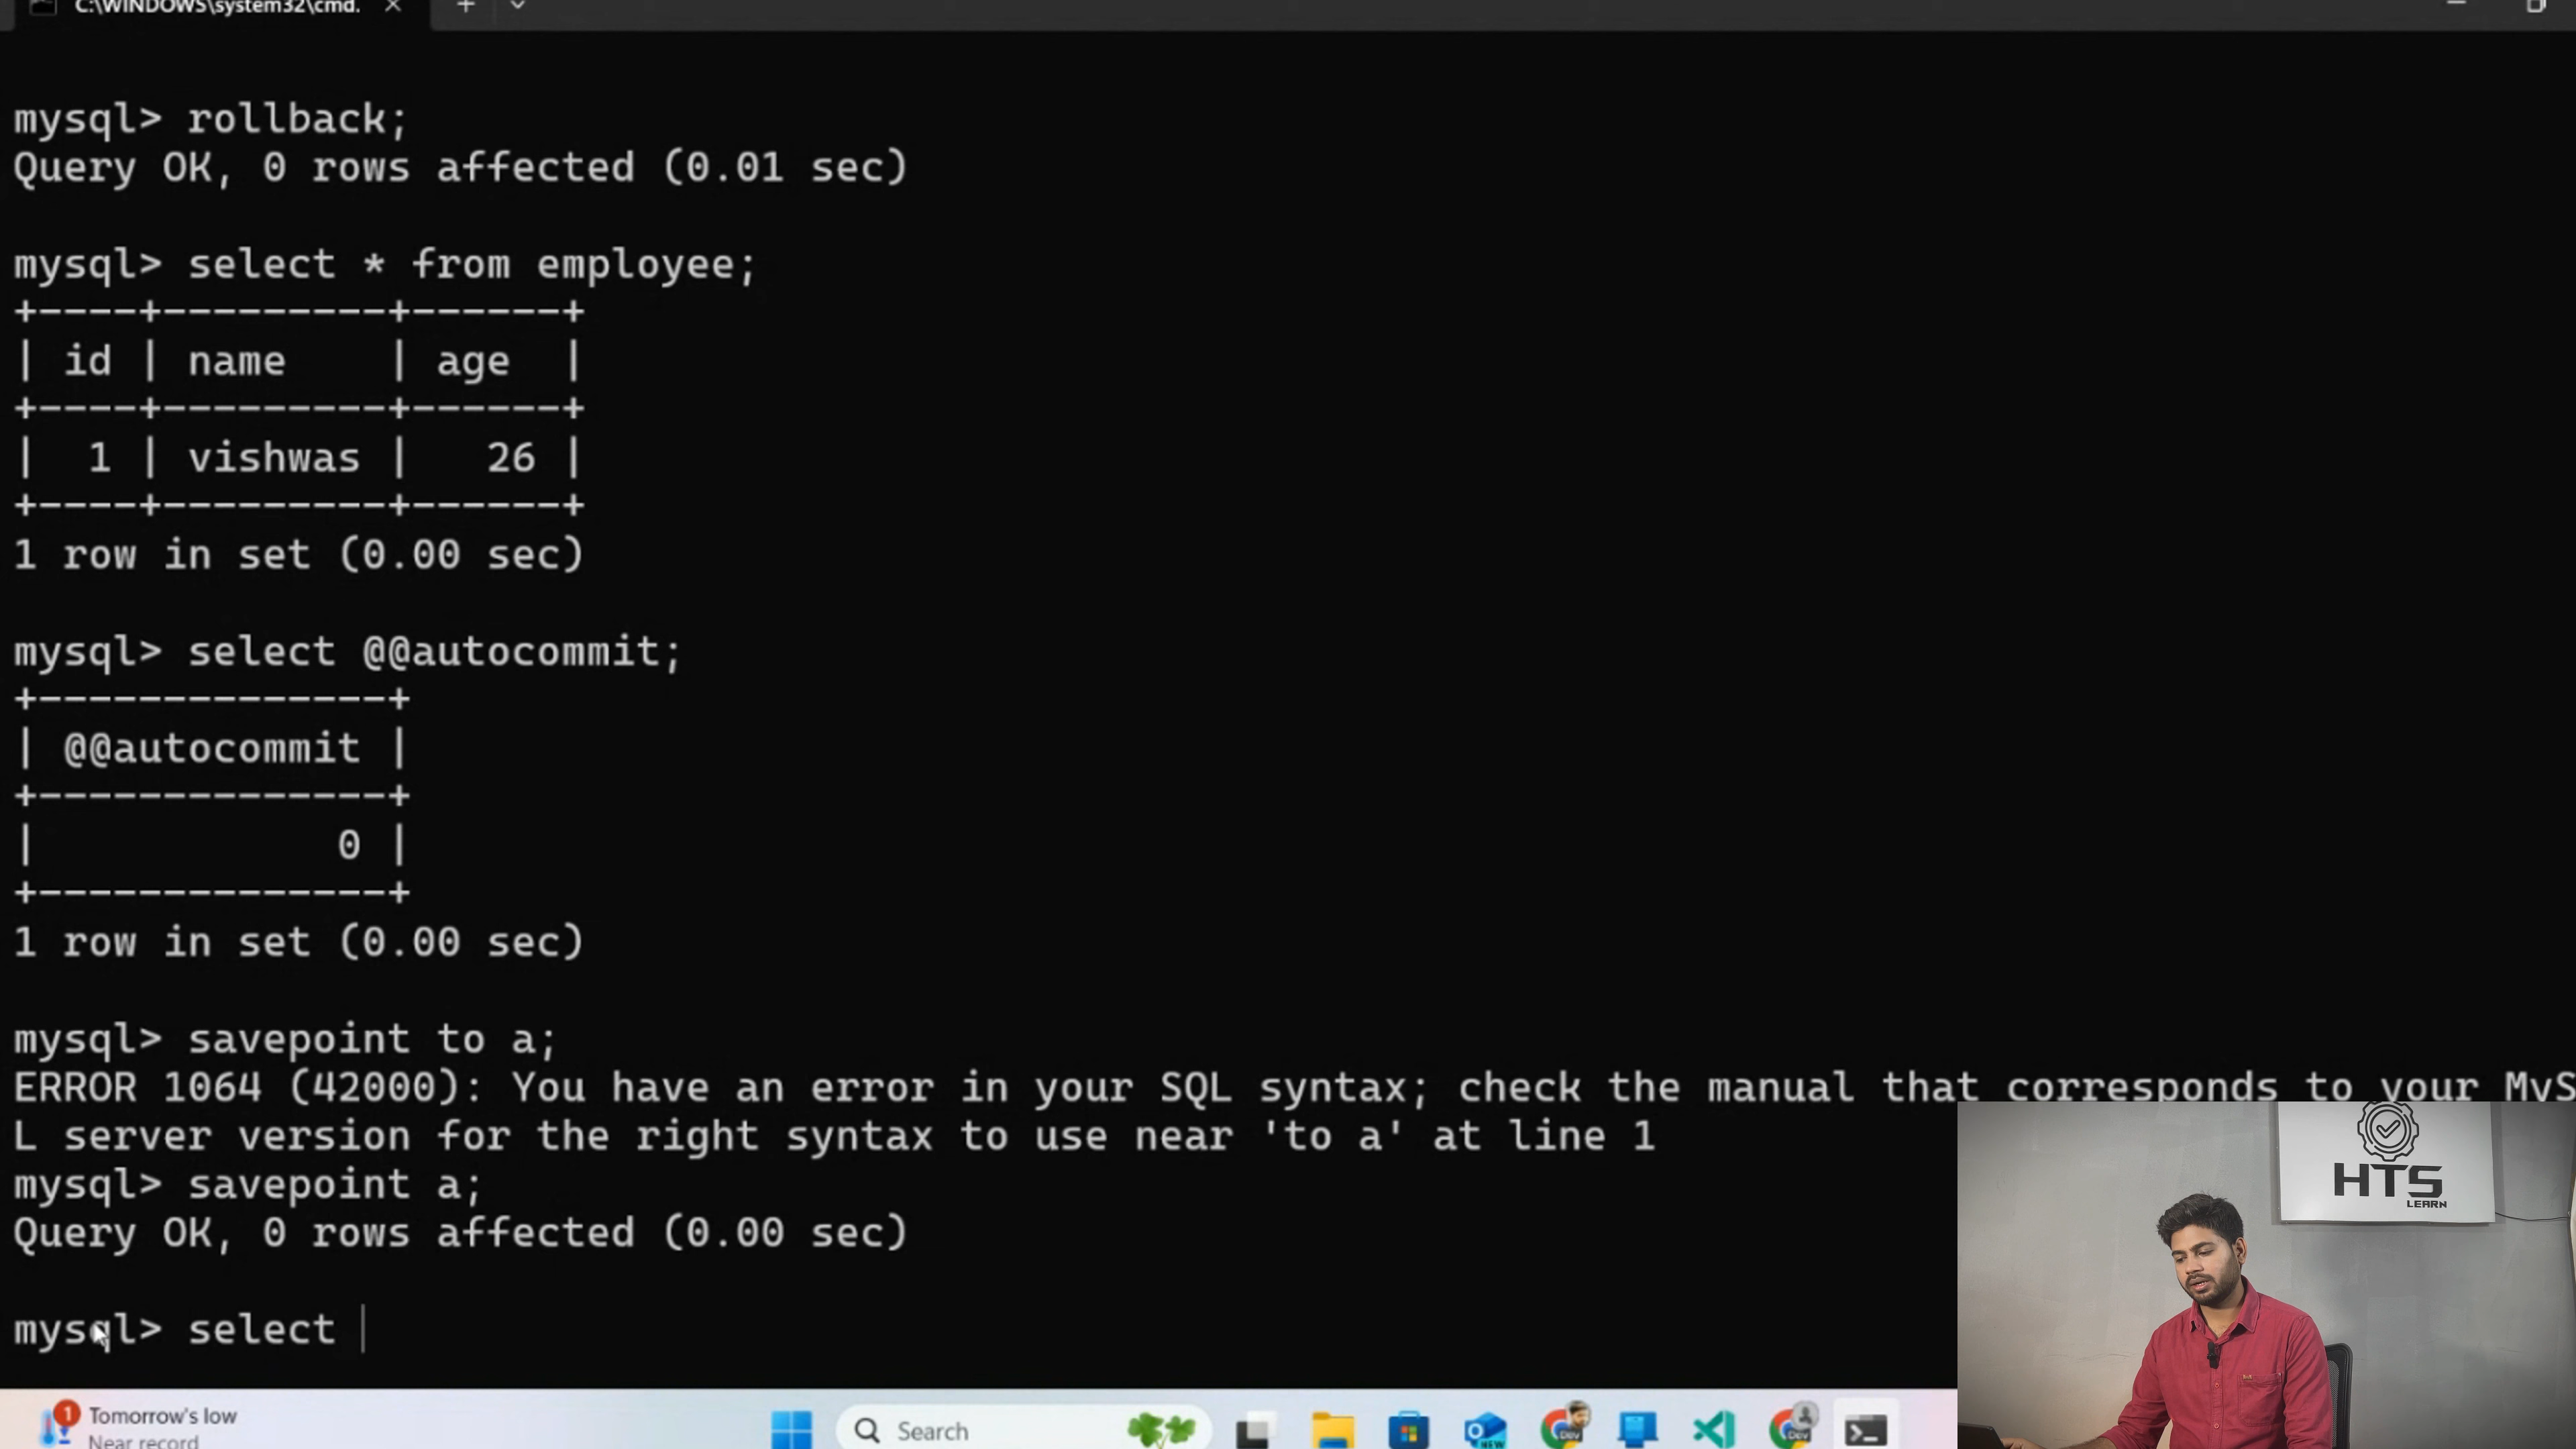 C:\WINDOWS\system32\cmd.
mysql> rollback;
Query OK, 0 rows affected (0.01 sec)
mysql> select * from employee;
+----+---------+------+
| id | name    | age  |
+----+---------+------+
|  1 | vishwas |   26 |
+----+---------+------+
1 row in set (0.00 sec)
mysql> select @@autocommit;
+--------------+
| @@autocommit |
+--------------+
|            0 |
+--------------+
1 row in set (0.00 sec)
mysql> savepoint to a;
ERROR 1064 (42000): You have an error in your SQL syntax; check the manual that corresponds to your MyS
L server version for the right syntax to use near 'to a' at line 1
mysql> savepoint a;
Query OK, 0 rows affected (0.00 sec)
mysql> select
HTS
LEARN
1
Tomorrow's low
Near record
Search
NEW
Dev
Dev